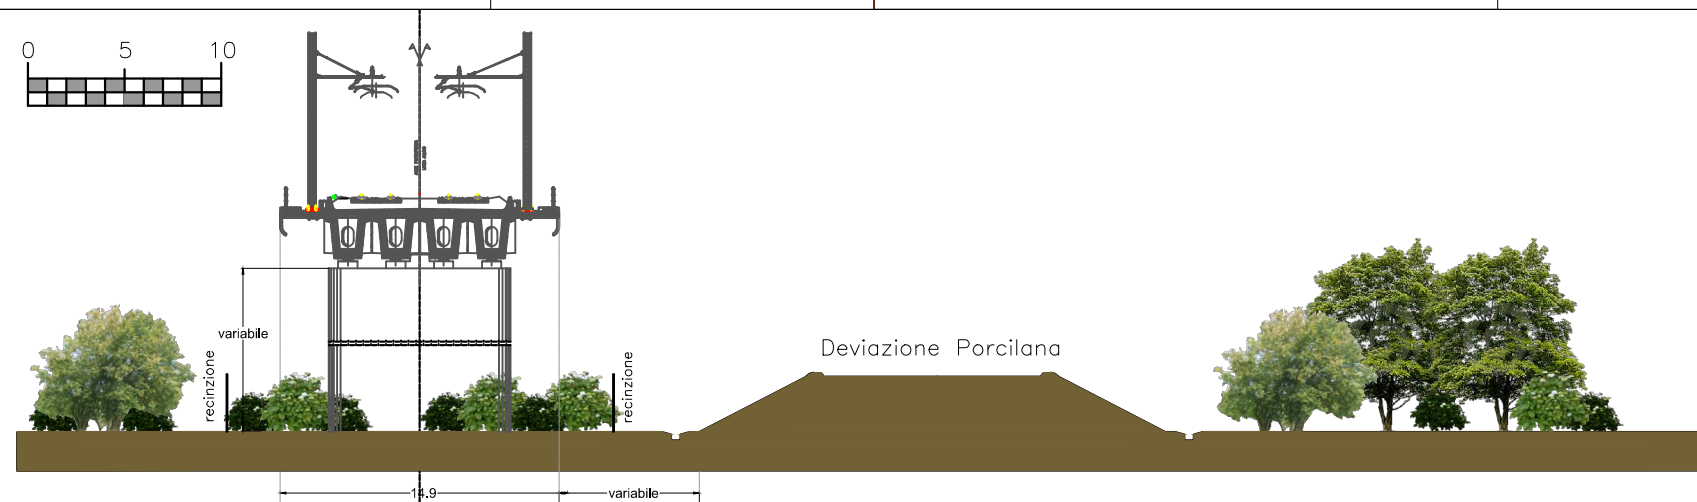 0 5 10
variabile
recinzione
recinzione
Deviazione Porcilana
14.9
variabile